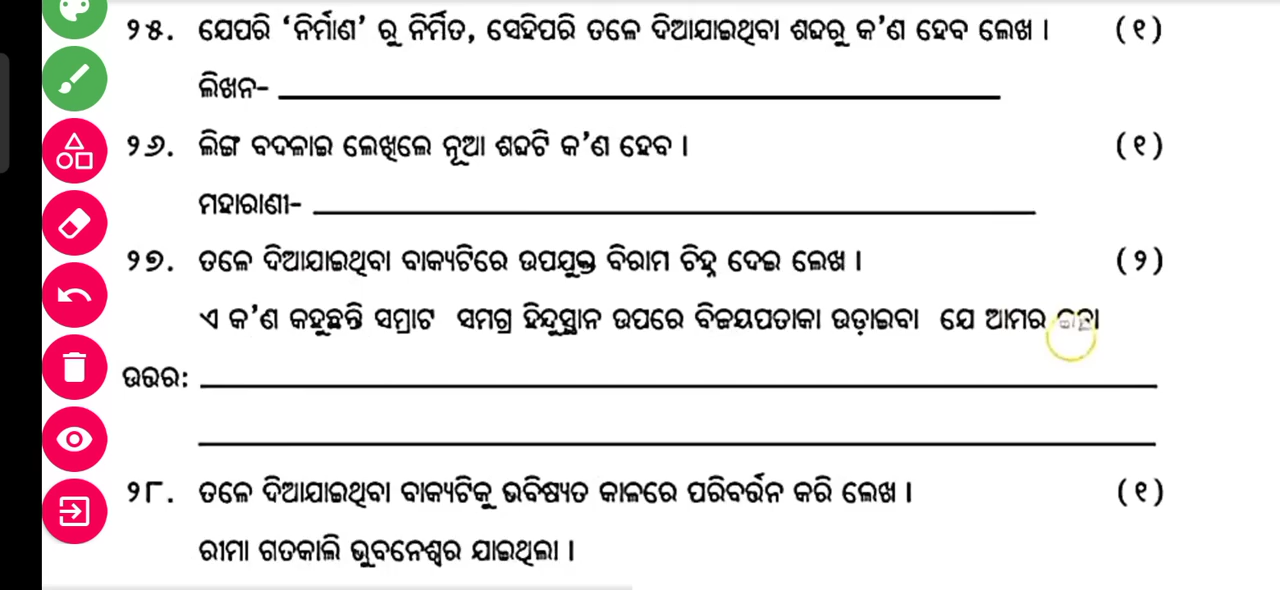 ୨୫. ଯେପରି ‘ନିର୍ମାଣ’ ରୁ ନିର୍ମିତ, ସେହିପରି ତଳେ ଦିଆଯାଇଥିବା ଶବ୍ଦରୁ କ’ଣ ହେବ ଲେଖ । (୧)
ଲିଖନ-
୨୬. ଲିଙ୍ଗ ବଦଳାଇ ଲେଖିଲେ ନୂଆ ଶବ୍ଦଟି କ’ଣ ହେବ । (୧)
ମହାରାଣୀ-
୨୭. ତଳେ ଦିଆଯାଇଥିବା ବାକ୍ୟଟିରେ ଉପଯୁକ୍ତ ବିରାମ ଚିହ୍ନ ଦେଇ ଲେଖ । (୨)
ଏ କ’ଣ କହୁଛନ୍ତି ସମ୍ରାଟ ସମଗ୍ର ହିନ୍ଦୁସ୍ଥାନ ଉପରେ ବିଜୟପତାକା ଉଡ଼ାଇବା ଯେ ଆମର
ଉତ୍ତର:
୨୮. ତଳେ ଦିଆଯାଇଥିବା ବାକ୍ୟଟିକୁ ଭବିଷ୍ୟତ କାଳରେ ପରିବର୍ତ୍ତନ କରି ଲେଖ । (୧)
ରୀମା ଗତକାଲି ଭୁବନେଶ୍ୱର ଯାଇଥିଲା ।